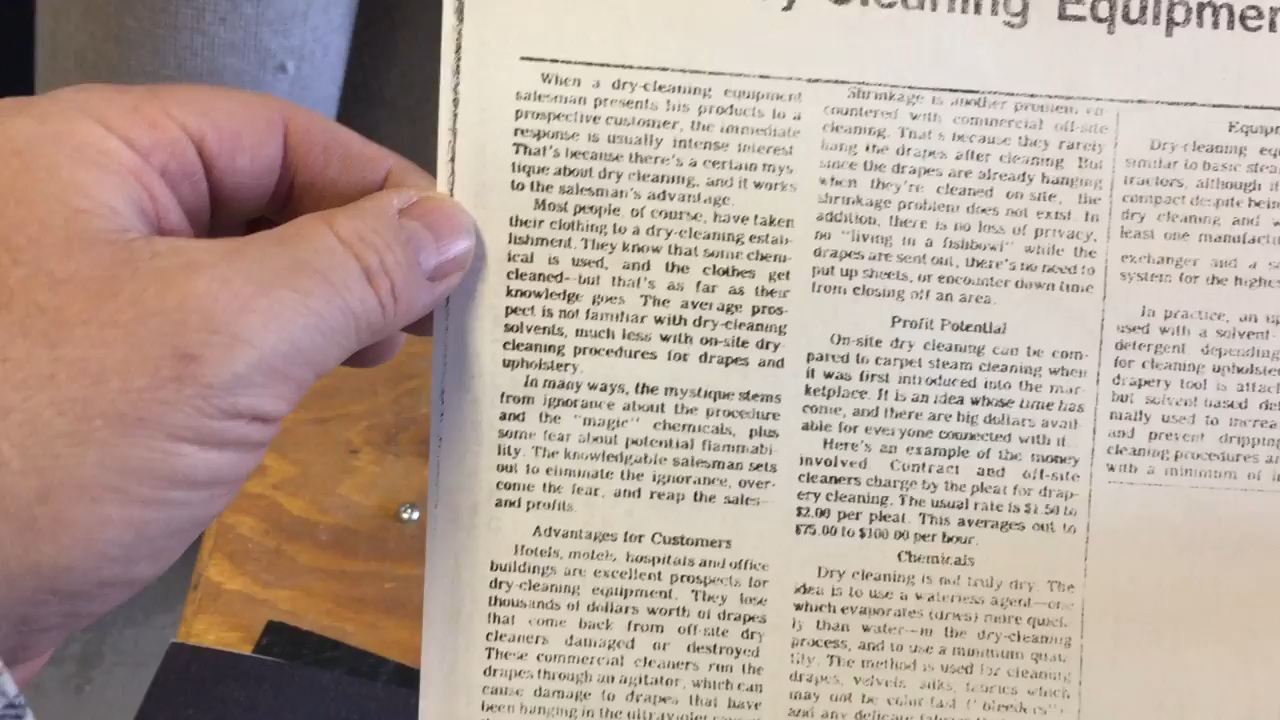 Cleaning Equipmen
When a dry-cleaning equipment
salesman presents his products to a
prospective customer, the immediate
response is usually intense interest
That's because there's a certain mys
tique about dry cleaning, and it works
to the salesman's advantage.
Most people, of course, have taken
their clothing to a dry-cleaning estab-
lishment. They know that some chem-
ical is used, and the clothes get
cleaned--but that's as far as their
knowledge goes. The average pros-
pect is not familiar with dry-cleaning
solvents, much less with on-site dry
cleaning procedures for drapes and
upholstery.
In many ways, the mystique stems
from ignorance about the procedure
and the "magic" chemicals, plus
some fear about potential flammabi-
lity. The knowledgable salesman sets
out to eliminate the ignorance, over-
come the fear, and reap the sales--
and profits.
Advantages for Customers
Hotels, motels, hospitals and office
buildings are excellent prospects for
dry-cleaning equipment. They lose
thousands of dollars worth of drapes
that come back from off-site dry
cleaners damaged or destroyed
These commercial cleaners run the
drapes through an agitator, which can
cause damage to drapes that have
been hanging in the ultraviolet
Shrinkage is another problem en
countered with commercial off-site
cleaning. That's because they rarely
hang the drapes after cleaning. But
since the drapes are already hanging
when they're cleaned on site, the
shrinkage problem does not exist. In
addition, there is no loss of privacy,
no "living in a fishbowl" while the
drapes are sent out, there's no need to
put up sheets, or encounter down time
from closing off an area.
Profit Potential
On-site dry cleaning can be com-
pared to carpet steam cleaning when
it was first introduced into the mar-
ketplace. It is an idea whose time has
come, and there are big dollars avail-
able for everyone connected with it.
Here's an example of the money
involved. Contract and off-site
cleaners charge by the pleat for drap-
ery cleaning. The usual rate is $1.50 to
$2.00 per pleat. This averages out to
$75.00 to $100.00 per hour.
Chemicals
Dry cleaning is not truly dry. The
idea is to use a waterless agent—one
which evaporates (dries) more quick-
ly than water--in the dry-cleaning
process, and to use a minimum quan-
tity. The method is used for cleaning
drapes, velvets, silks, fabrics which
may not be color-fast ("bleeders"),
and any delicate fabrics
Equipm
Dry-cleaning eq
similar to basic stea
tractors, although it
compact despite bein
dry cleaning and w
least one manufactu
exchanger and a s
system for the highes
In practice, an up
used with a solvent-
detergent depending
for cleaning upholste
drapery tool is attac
but solvent-based det
mally used to increa
and prevent dripping
cleaning procedures an
with a minimum of in